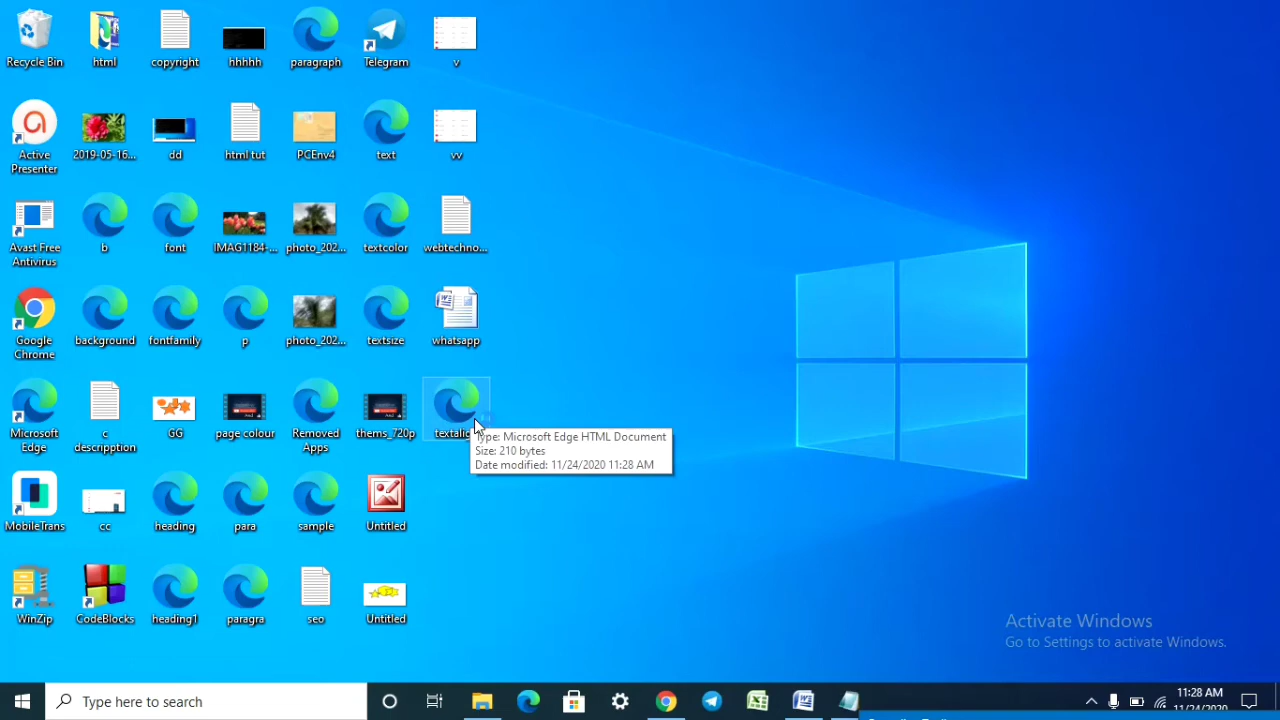 Recycle Bin
html
copyright
hhhhh
paragraph
Telegram
v
Active
Presenter
2019-05-16...
dd
html tut
PCEnv4
text
vv
Avast Free
Antivirus
b
font
IMAG1184-...
photo_202...
textcolor
webtechno...
Google
Chrome
background
fontfamily
p
photo_202...
textsize
whatsapp
Microsoft
Edge
c
descripption
GG
page colour
Removed
Apps
thems_720p
textalig
Type: Microsoft Edge HTML Document
Size: 210 bytes
Date modified: 11/24/2020 11:28 AM
MobileTrans
cc
heading
para
sample
Untitled
WinZip
CodeBlocks
heading1
paragra
seo
Untitled
Activate Windows
Go to Settings to activate Windows.
Type here to search
11:28 AM
11/24/2020